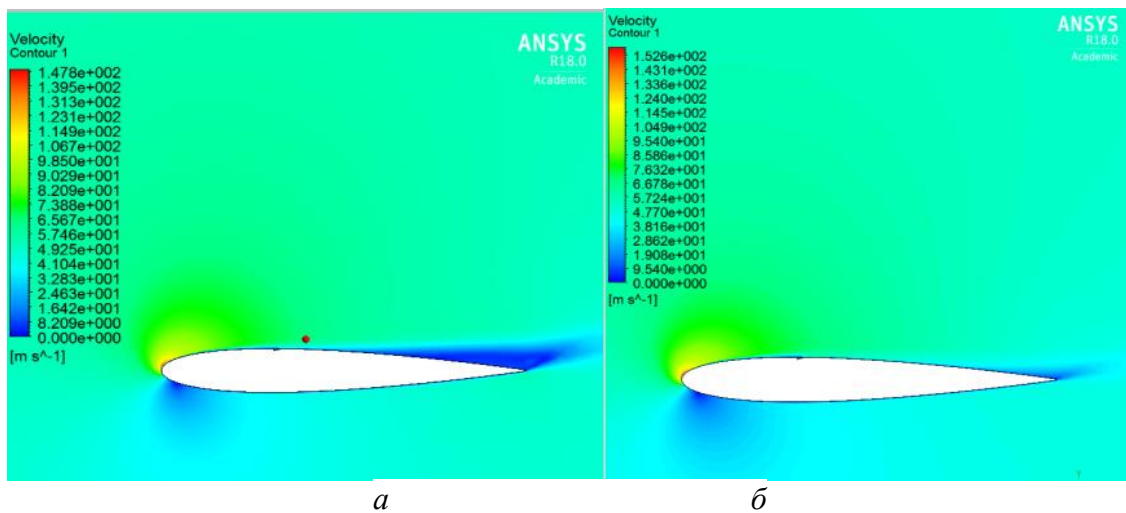 Velocity
Contour 1
1.478e+002
1.395e+002
1.313e+002
1.231e+002
1.149e+002
1.067e+002
9.850e+001
9.029e+001
8.209e+001
7.388e+001
6.567e+001
5.746e+001
4.925e+001
4.104e+001
3.283e+001
2.463e+001
1.642e+001
8.209e+000
0.000e+000
[m s^-1]
ANSYS
R18.0
Academic
Velocity
Contour 1
1.526e+002
1.431e+002
1.336e+002
1.240e+002
1.145e+002
1.049e+002
9.540e+001
8.586e+001
7.632e+001
6.678e+001
5.724e+001
4.770e+001
3.816e+001
2.862e+001
1.908e+001
9.540e+000
0.000e+000
[m s^-1]
ANSYS
R18.0
Academic
а
б